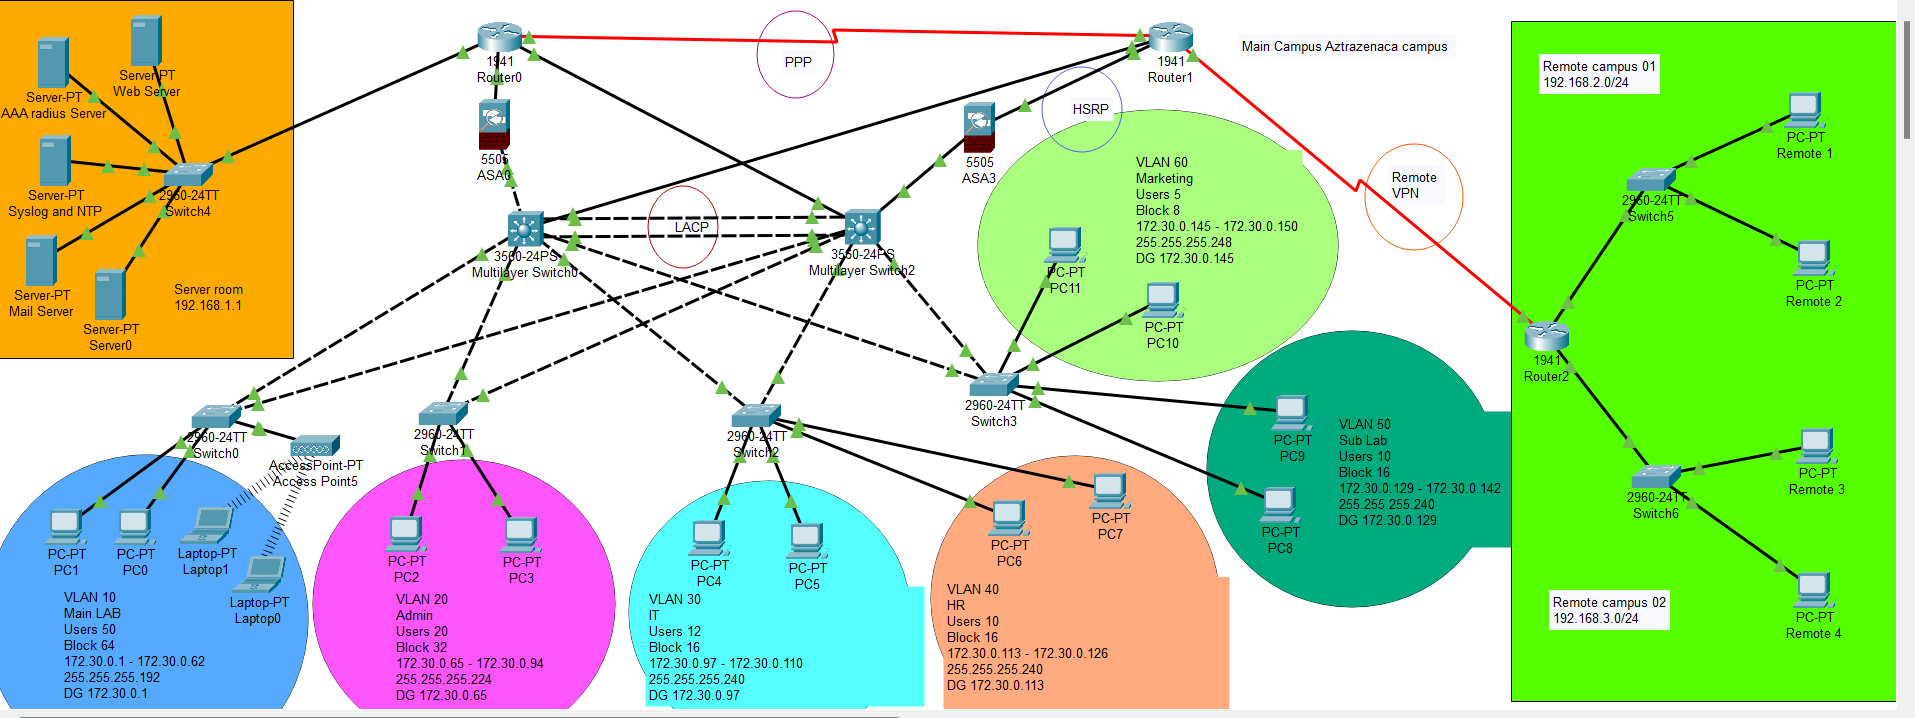 Server-PT
AAA radius Server
Server-PT
Web Server
Server-PT
Syslog and NTP
Server-PT
Mail Server
Server-PT
Server0
2960-24TT
Switch4
Server room
192.168.1.1
1941
Router0
PPP
1941
Router1
Main Campus Aztrazenaca campus
5505
ASA0
5505
ASA3
HSRP
LACP
3560-24PS
Multilayer Switch0
3560-24PS
Multilayer Switch2
Remote
VPN
VLAN 60
Marketing
Users 5
Block 8
172.30.0.145 - 172.30.0.150
255.255.255.248
DG 172.30.0.145
PC-PT
PC11
PC-PT
PC10
2960-24TT
Switch3
2960-24TT
Switch0
AccessPoint-PT
Access Point5
2960-24TT
Switch1
2960-24TT
Switch2
PC-PT
PC1
PC-PT
PC0
Laptop-PT
Laptop1
Laptop-PT
Laptop0
VLAN 10
Main LAB
Users 50
Block 64
172.30.0.1 - 172.30.0.62
255.255.255.192
DG 172.30.0.1
PC-PT
PC2
PC-PT
PC3
VLAN 20
Admin
Users 20
Block 32
172.30.0.65 - 172.30.0.94
255.255.255.224
DG 172.30.0.65
PC-PT
PC4
PC-PT
PC5
VLAN 30
IT
Users 12
Block 16
172.30.0.97 - 172.30.0.110
255.255.255.240
DG 172.30.0.97
PC-PT
PC6
PC-PT
PC7
VLAN 40
HR
Users 10
Block 16
172.30.0.113 - 172.30.0.126
255.255.255.240
DG 172.30.0.113
PC-PT
PC9
PC-PT
PC8
VLAN 50
Sub Lab
Users 10
Block 16
172.30.0.129 - 172.30.0.142
255.255.255.240
DG 172.30.0.129
Remote campus 01
192.168.2.0/24
PC-PT
Remote 1
2960-24TT
Switch5
PC-PT
Remote 2
1941
Router2
PC-PT
Remote 3
2960-24TT
Switch6
Remote campus 02
192.168.3.0/24
PC-PT
Remote 4